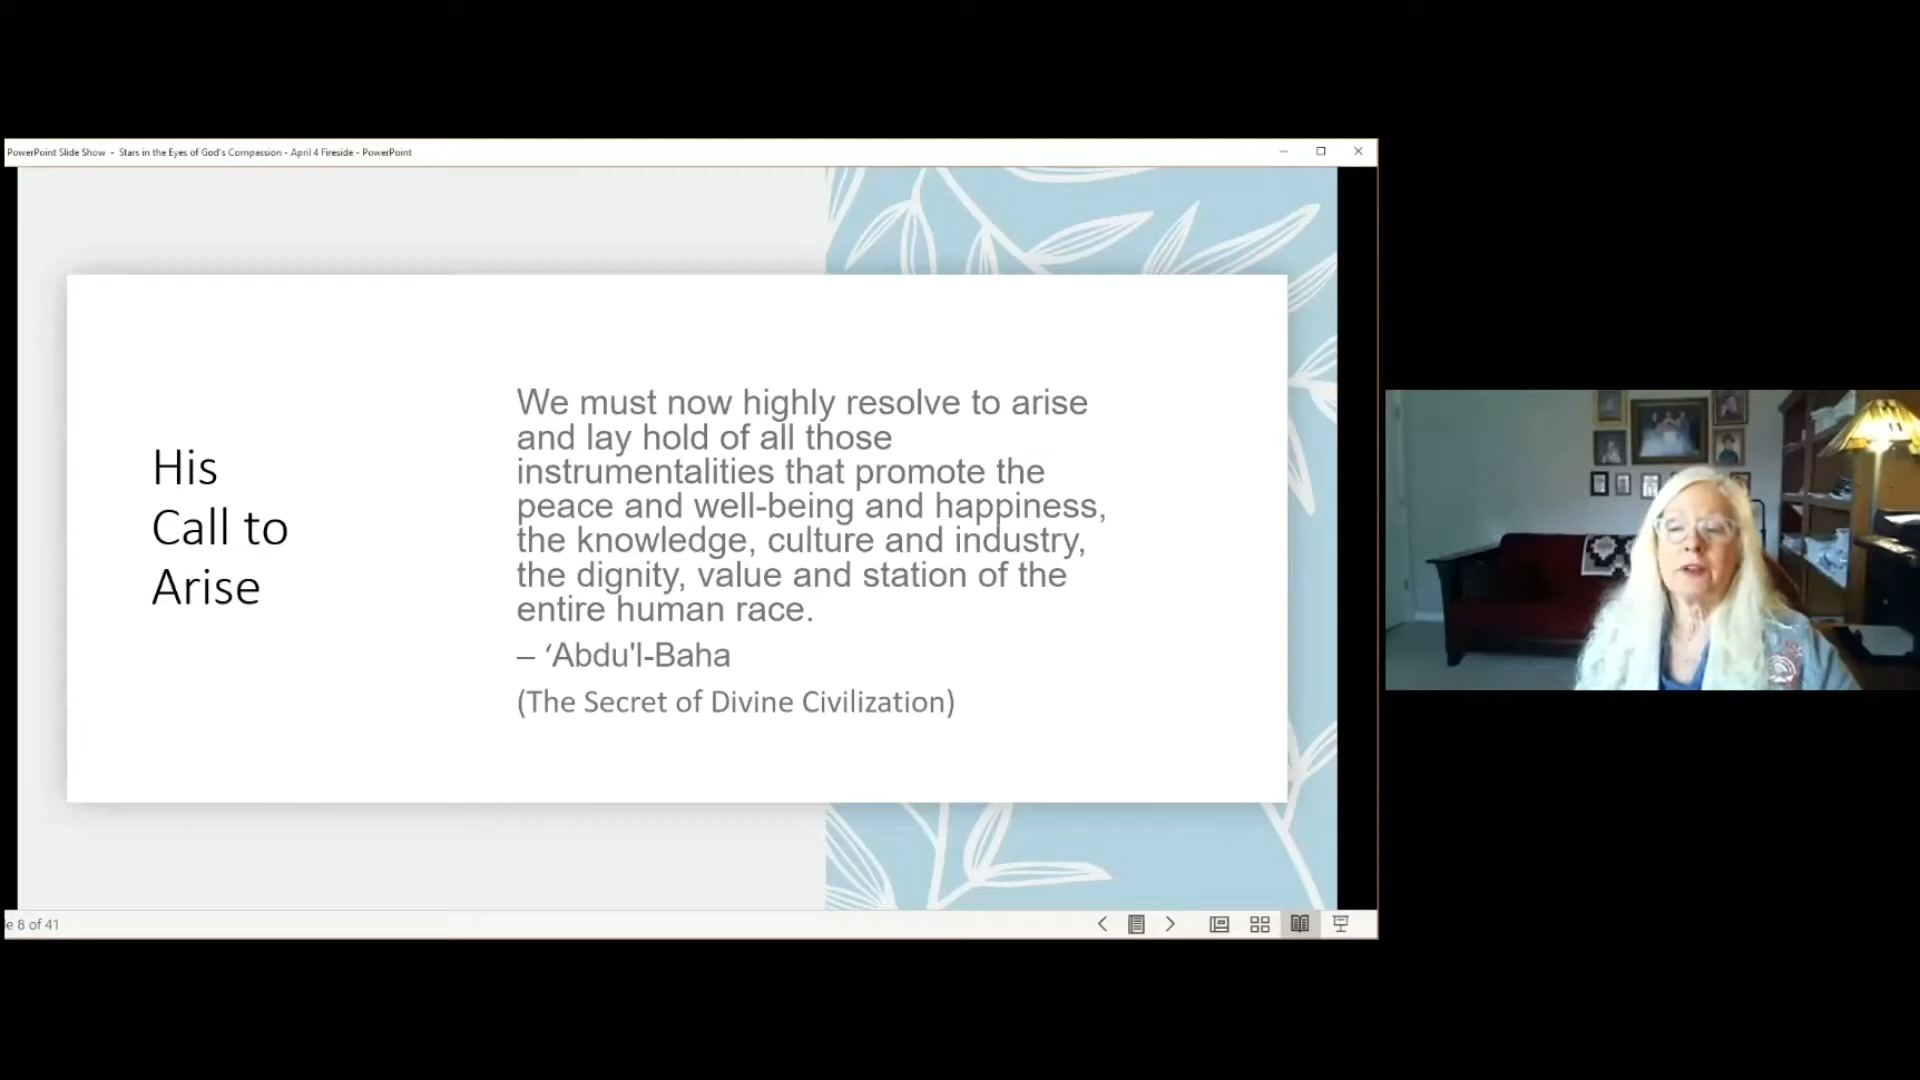 PowerPoint Slide Show - Stars in the Eyes of God's Compassion - April 4 Fireside - PowerPoint
His
Call to
Arise
We must now highly resolve to arise
and lay hold of all those
instrumentalities that promote the
peace and well-being and happiness,
the knowledge, culture and industry,
the dignity, value and station of the
entire human race.
– ‘Abdu'l-Baha
(The Secret of Divine Civilization)
e 8 of 41